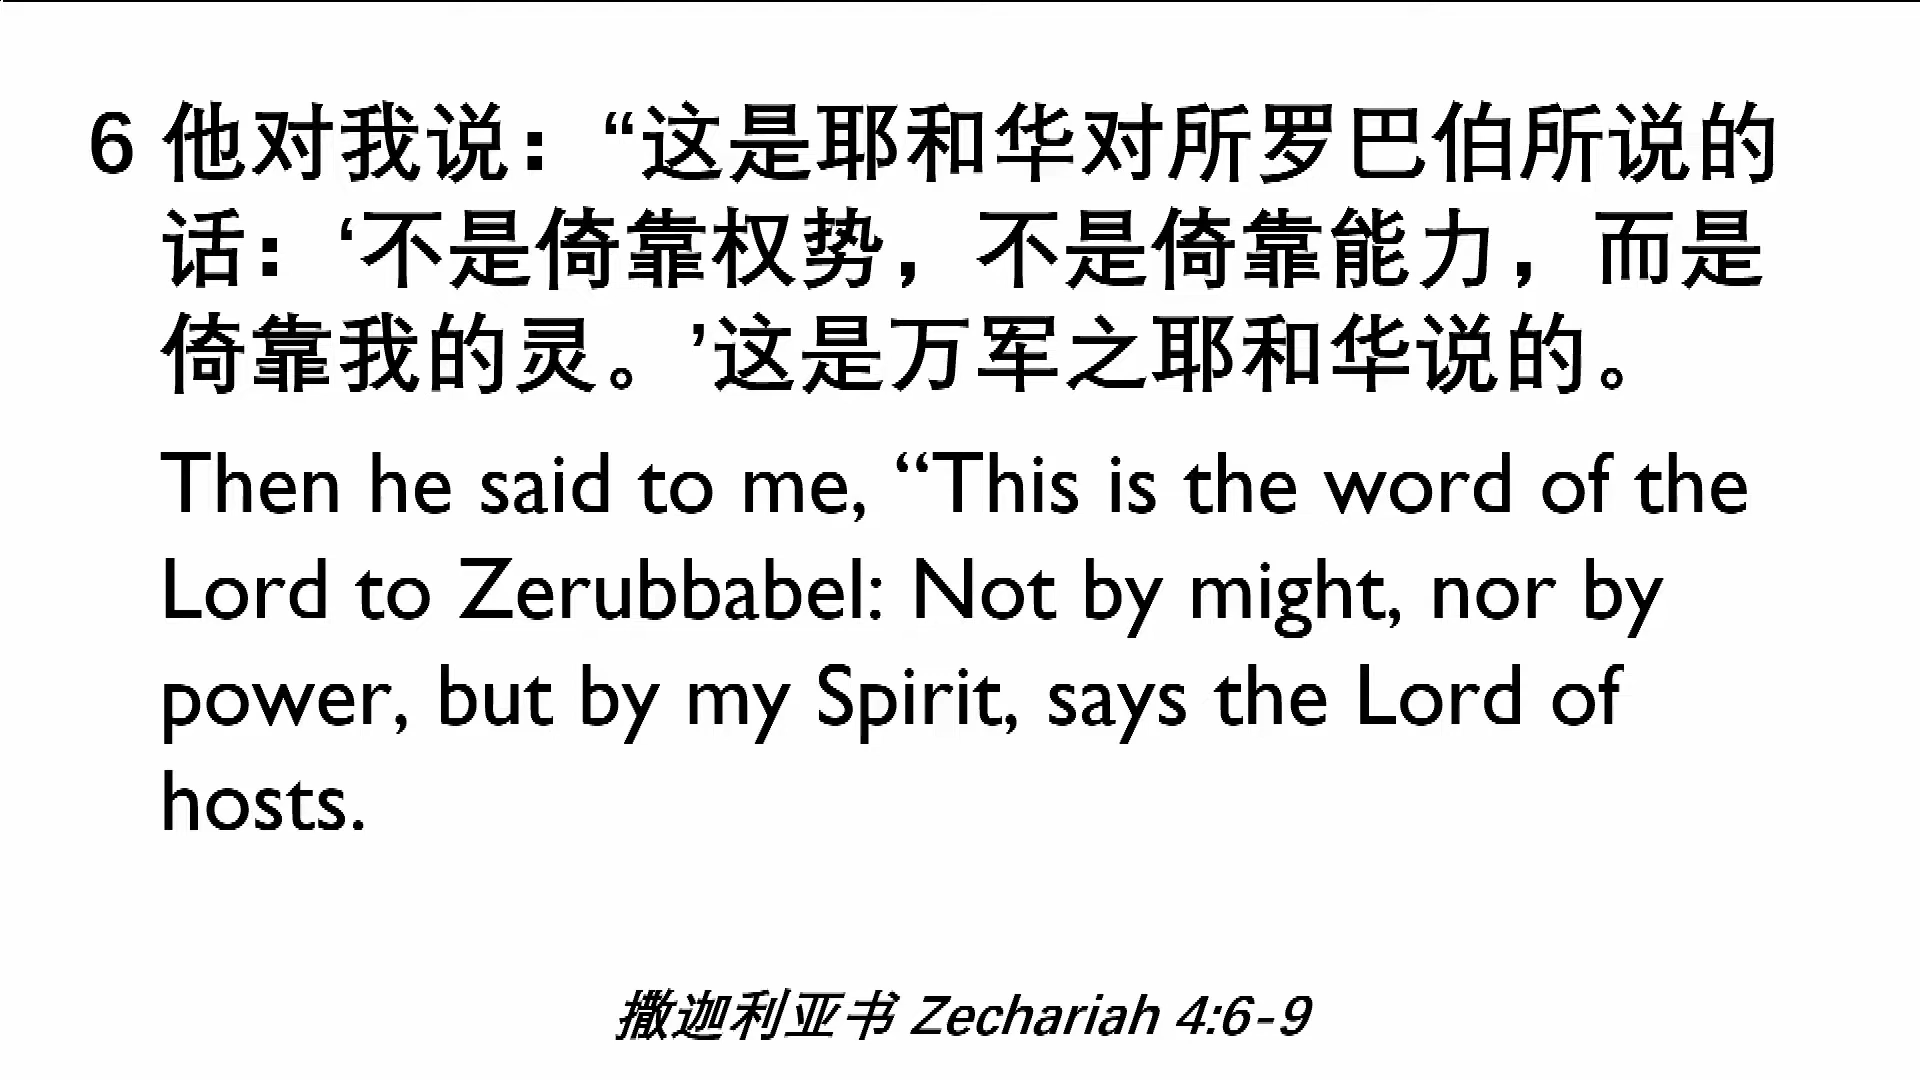 6 他对我说：“这是耶和华对所罗巴伯所说的
话：‘不是倚靠权势，不是倚靠能力，而是
倚靠我的灵。’这是万军之耶和华说的。
Then he said to me, “This is the word of the
Lord to Zerubbabel: Not by might, nor by
power, but by my Spirit, says the Lord of
hosts.
撒迦利亚书 Zechariah 4:6-9